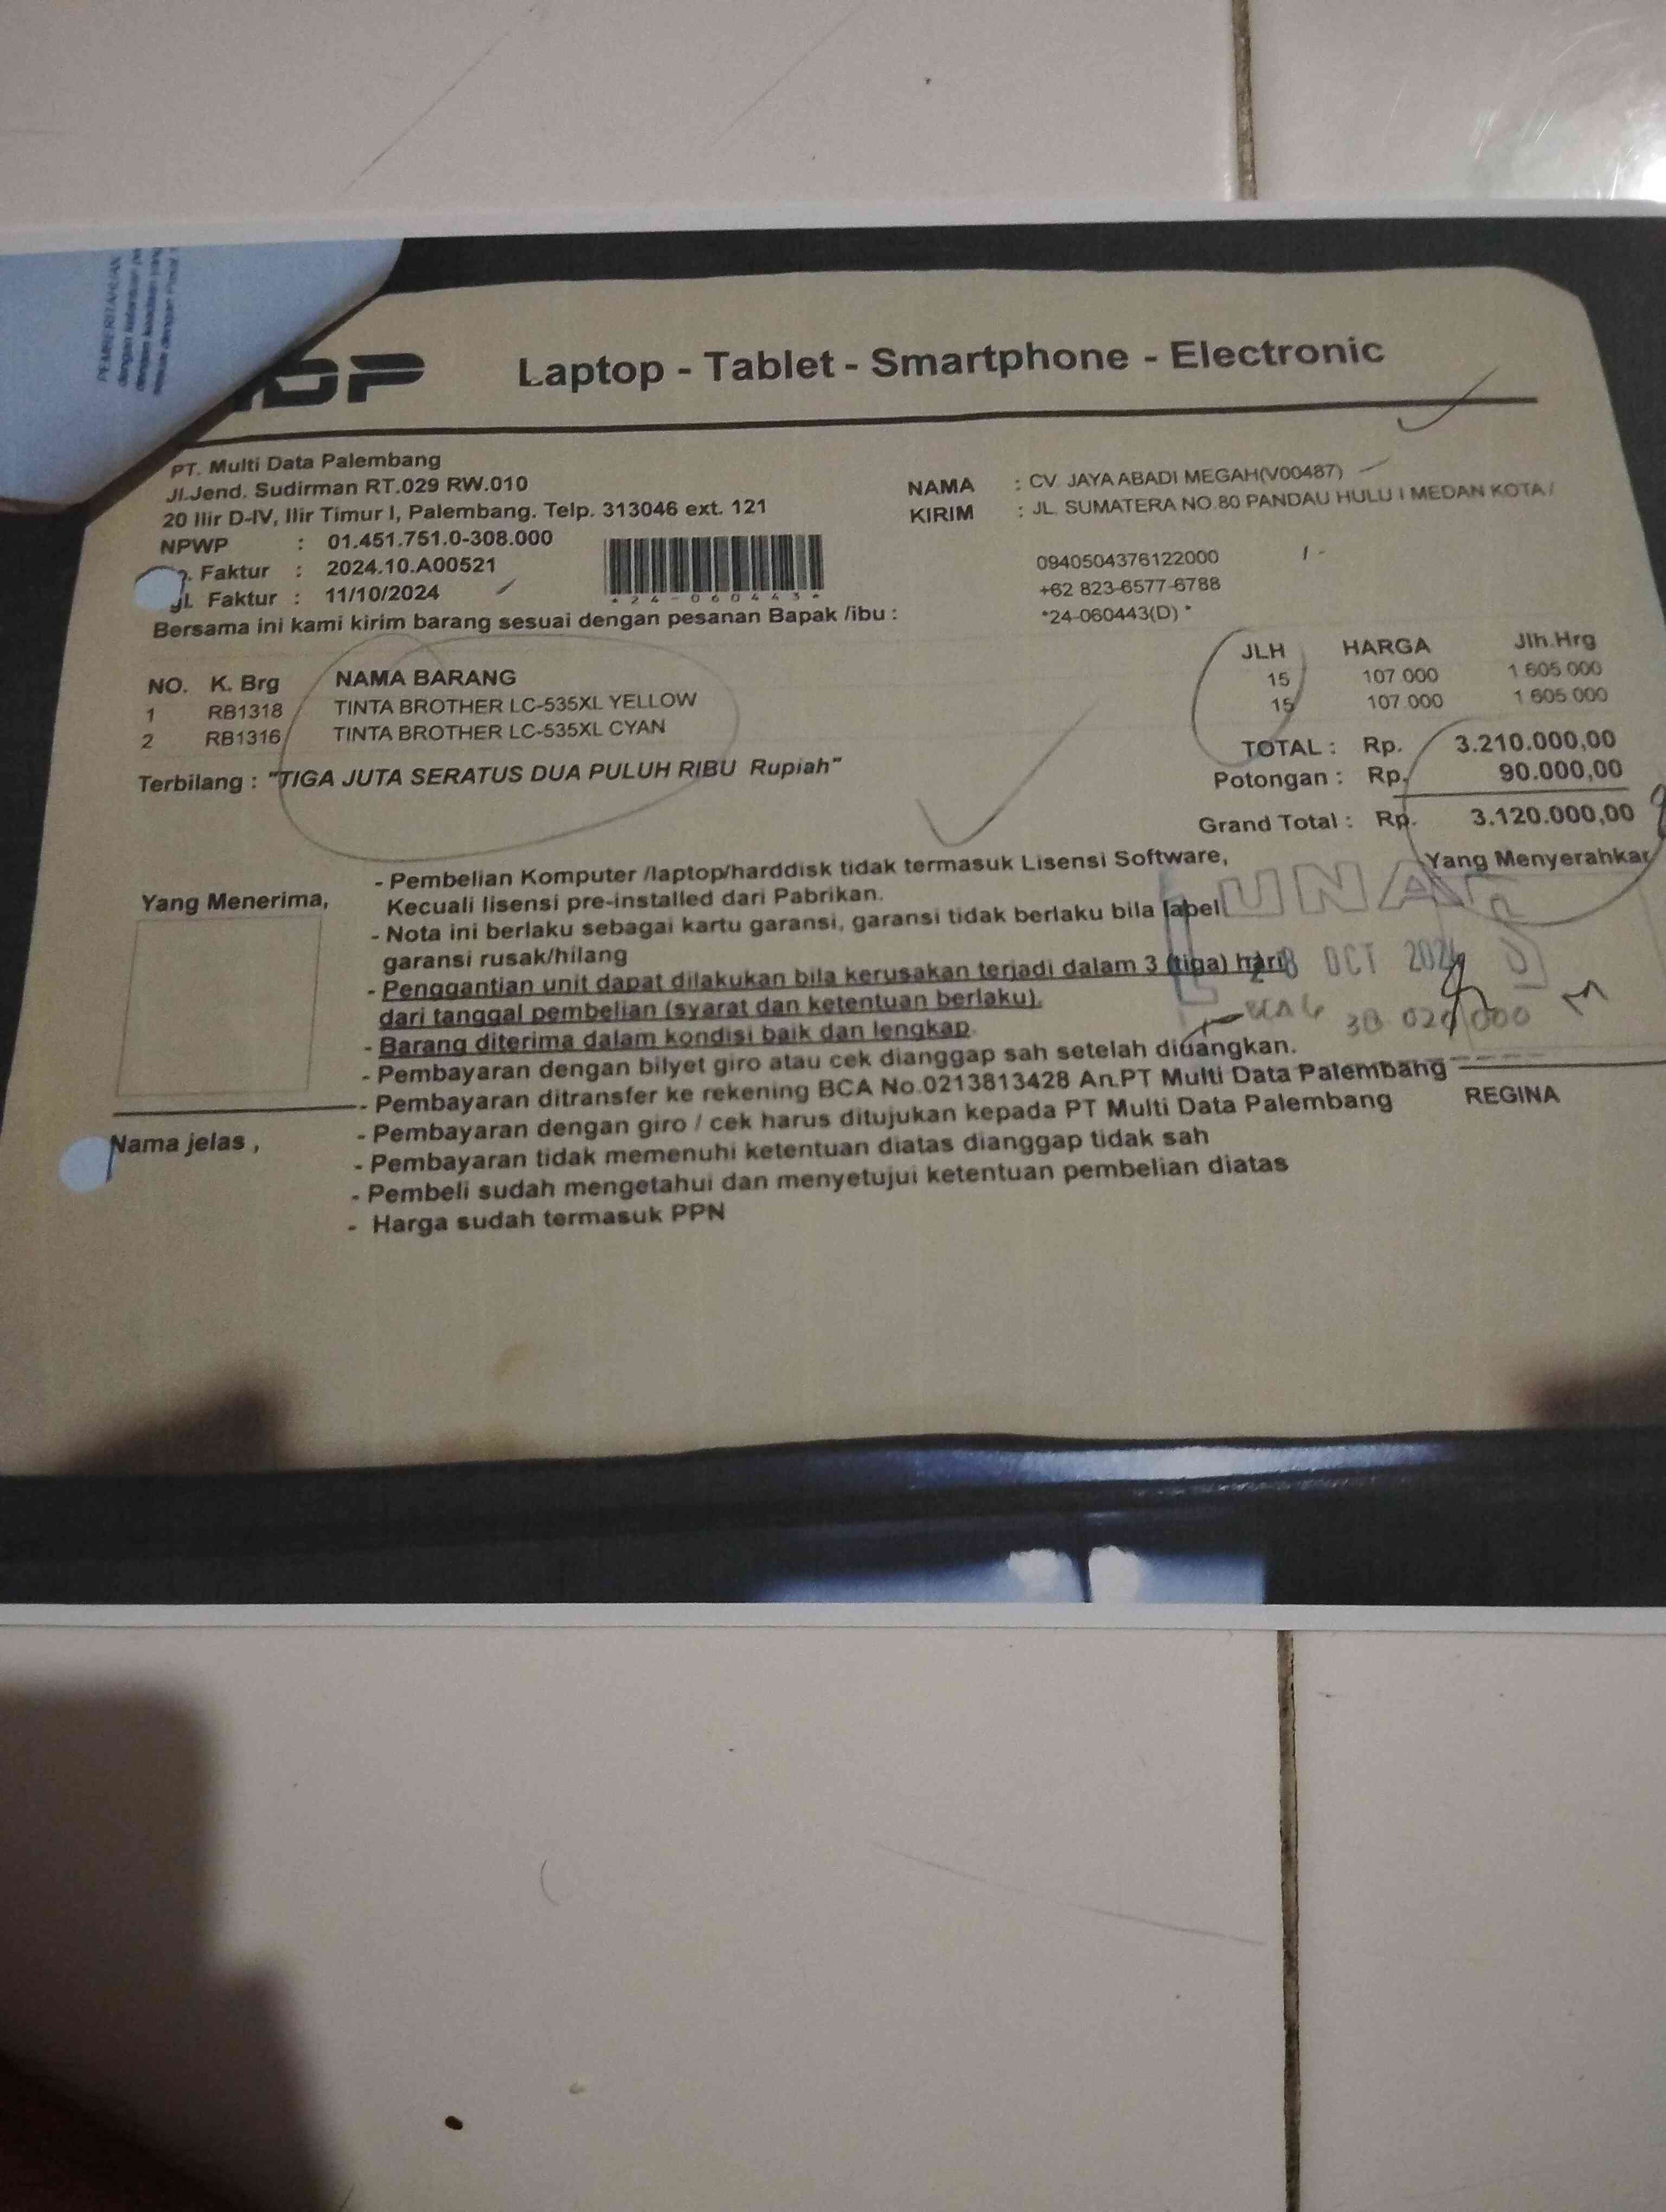 PEMBERITAHUAN
Laptop - Tablet - Smartphone - Electronic
PT. Multi Data Palembang
Jl.Jend. Sudirman RT.029 RW.010
20 Ilir D-IV, Ilir Timur I, Palembang. Telp. 313046 ext. 121
NPWP : 01.451.751.0-308.000
Faktur : 2024.10.A00521
Faktur : 11/10/2024
*24-060443*
NAMA : CV. JAYA ABADI MEGAH(V00487)
KIRIM : JL. SUMATERA NO.80 PANDAU HULU I MEDAN KOTA /
0940504376122000 / -
+62 823-6577-6788
*24-060443(D) *
Bersama ini kami kirim barang sesuai dengan pesanan Bapak /ibu :
NO. K. Brg NAMA BARANG JLH HARGA Jlh.Hrg
1 RB1318 TINTA BROTHER LC-535XL YELLOW 15 107.000 1.605.000
2 RB1316 TINTA BROTHER LC-535XL CYAN 15 107.000 1.605.000
TOTAL : Rp. 3.210.000,00
Terbilang : "TIGA JUTA SERATUS DUA PULUH RIBU Rupiah"
Potongan : Rp. 90.000,00
Grand Total : Rp. 3.120.000,00
Yang Menerima,
Yang Menyerahkan
- Pembelian Komputer /laptop/harddisk tidak termasuk Lisensi Software,
Kecuali lisensi pre-installed dari Pabrikan.
- Nota ini berlaku sebagai kartu garansi, garansi tidak berlaku bila label
garansi rusak/hilang
- Penggantian unit dapat dilakukan bila kerusakan terjadi dalam 3 (tiga) hari
dari tanggal pembelian (syarat dan ketentuan berlaku).
- Barang diterima dalam kondisi baik dan lengkap.
- Pembayaran dengan bilyet giro atau cek dianggap sah setelah diuangkan.
- Pembayaran ditransfer ke rekening BCA No.0213813428 An.PT Multi Data Palembang
- Pembayaran dengan giro / cek harus ditujukan kepada PT Multi Data Palembang
- Pembayaran tidak memenuhi ketentuan diatas dianggap tidak sah
- Pembeli sudah mengetahui dan menyetujui ketentuan pembelian diatas
- Harga sudah termasuk PPN
LUNAS
OCT 2024
REGINA
Nama jelas ,